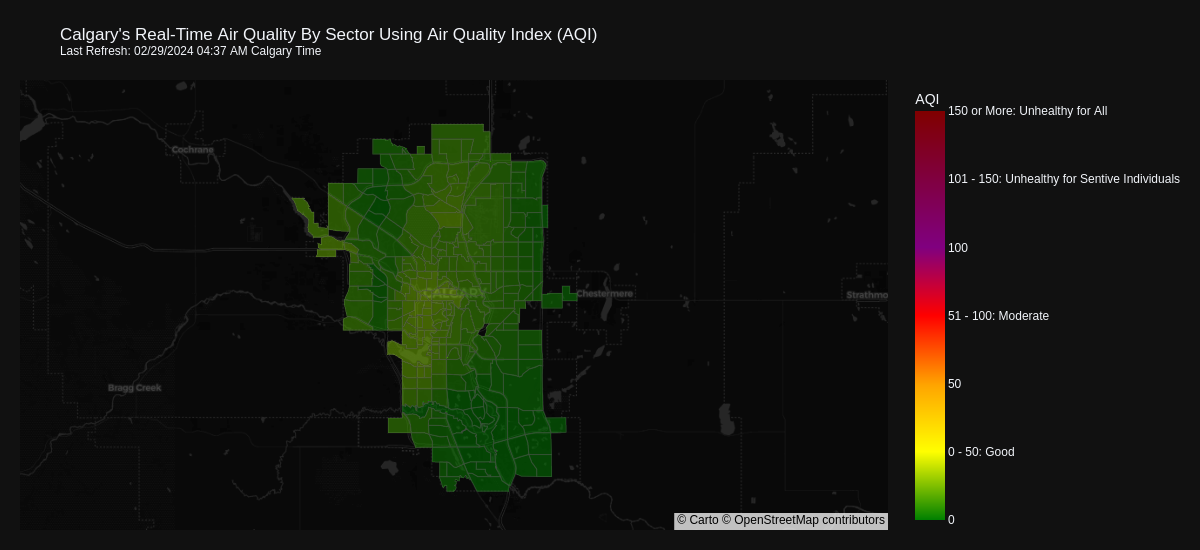 Calgary's Real-Time Air Quality By Sector Using Air Quality Index (AQI)
Last Refresh: 02/29/2024 04:37 AM Calgary Time
AQI
150 or More: Unhealthy for All
Cochrane
101 - 150: Unhealthy for Sentive Individuals
100
CALGARY
Chestermere
Strathmo
51 - 100: Moderate
50
Bragg Creek
0 - 50: Good
© Carto © OpenStreetMap contributors
0